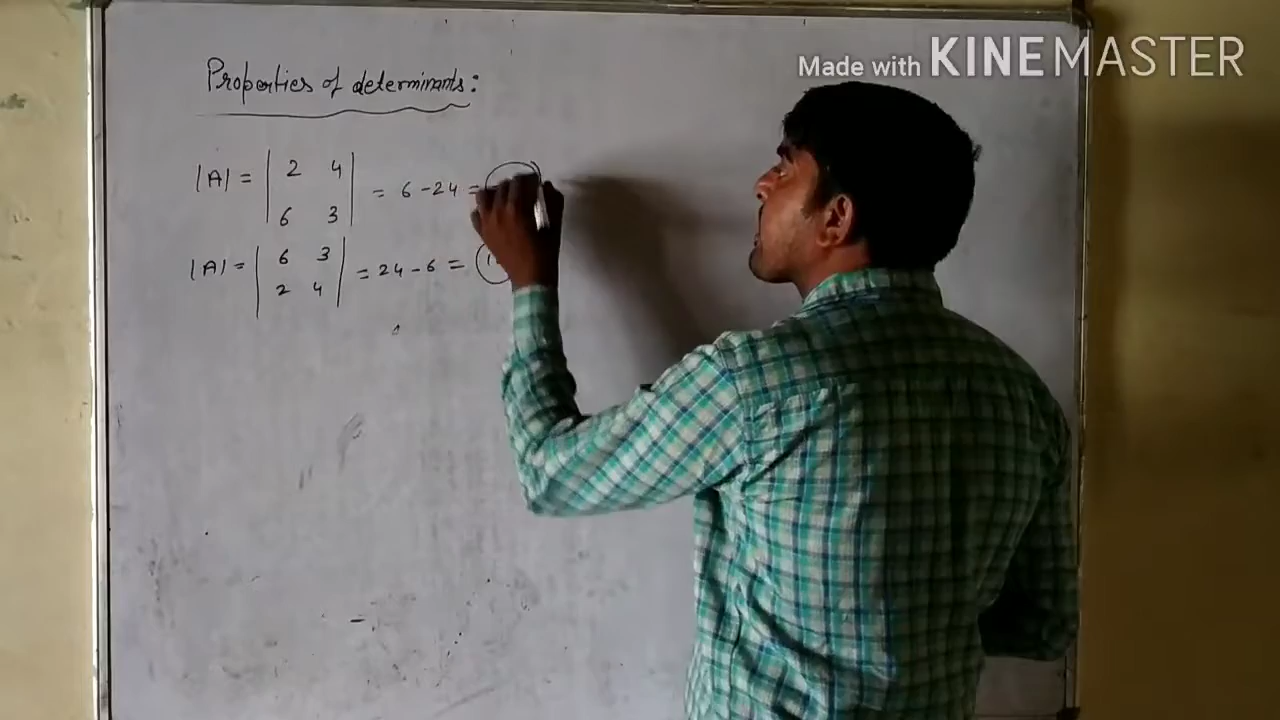 Made with KINEMASTER
Properties of determinants:
|A| = | 2 4 | = 6 - 24 =
| 6 3 |
|A| = | 6 3 | = 24 - 6 =
| 2 4 |